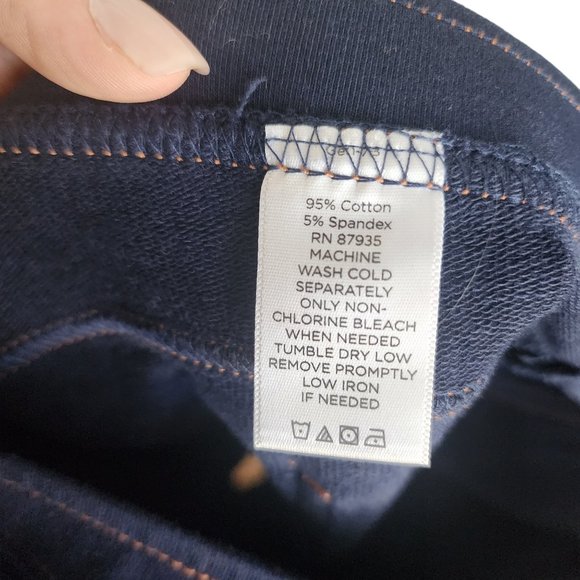 95% Cotton
5% Spandex
RN 87935
MACHINE
WASH COLD
SEPARATELY
ONLY NON-
CHLORINE BLEACH
WHEN NEEDED
TUMBLE DRY LOW
REMOVE PROMPTLY
LOW IRON
IF NEEDED